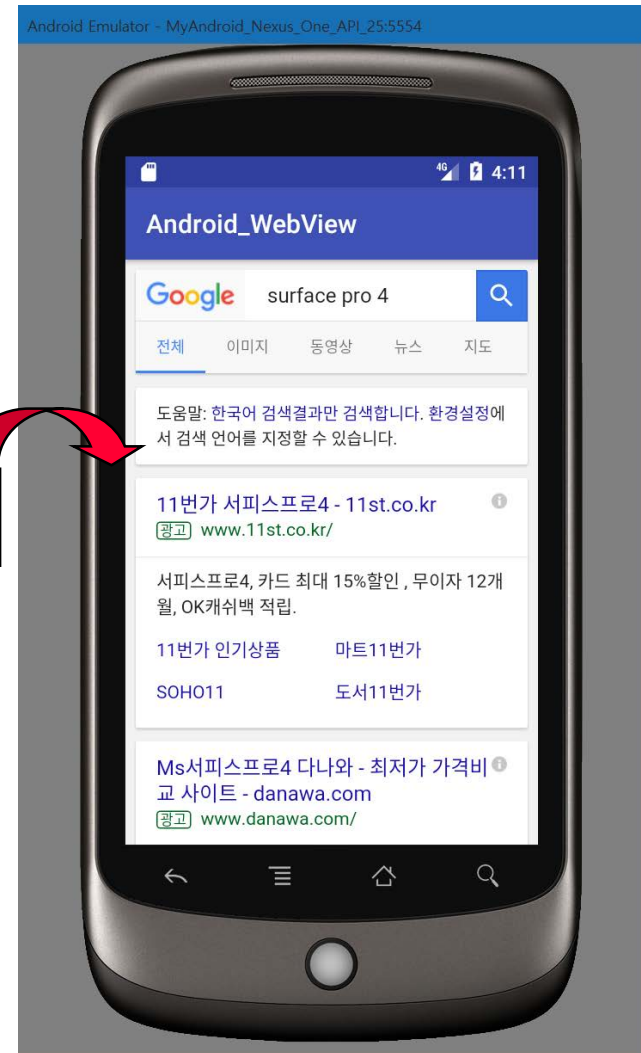 Android Emulator - MyAndroid_Nexus_One_API_25:5554
4G 4:11
Android_WebView
Google surface pro 4
전체 이미지 동영상 뉴스 지도
도움말: 한국어 검색결과만 검색합니다. 환경설정에
서 검색 언어를 지정할 수 있습니다.
11번가 서피스프로4 - 11st.co.kr
광고 www.11st.co.kr/
서피스프로4, 카드 최대 15%할인 , 무이자 12개
월, OK캐쉬백 적립.
11번가 인기상품 마트11번가
SOHO11 도서11번가
Ms서피스프로4 다나와 - 최저가 가격비
교 사이트 - danawa.com
광고 www.danawa.com/